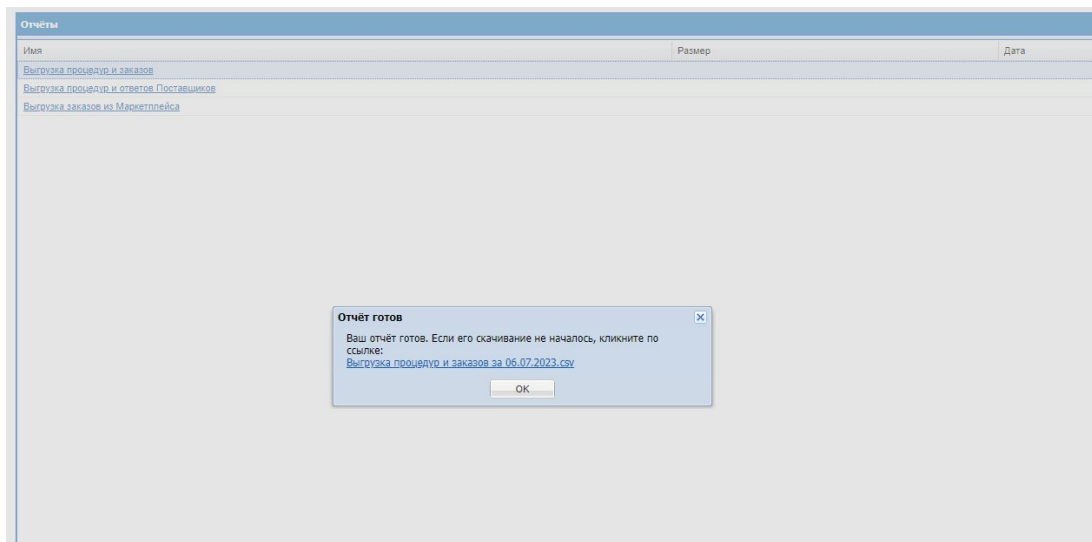 Отчёты
Имя Размер Дата
Выгрузка процедур и заказов
Выгрузка процедур и ответов Поставщиков
Выгрузка заказов из Маркетплейса
Отчёт готов
Ваш отчёт готов. Если его скачивание не началось, кликните по
ссылке:
Выгрузка процедур и заказов за 06.07.2023.csv
OK